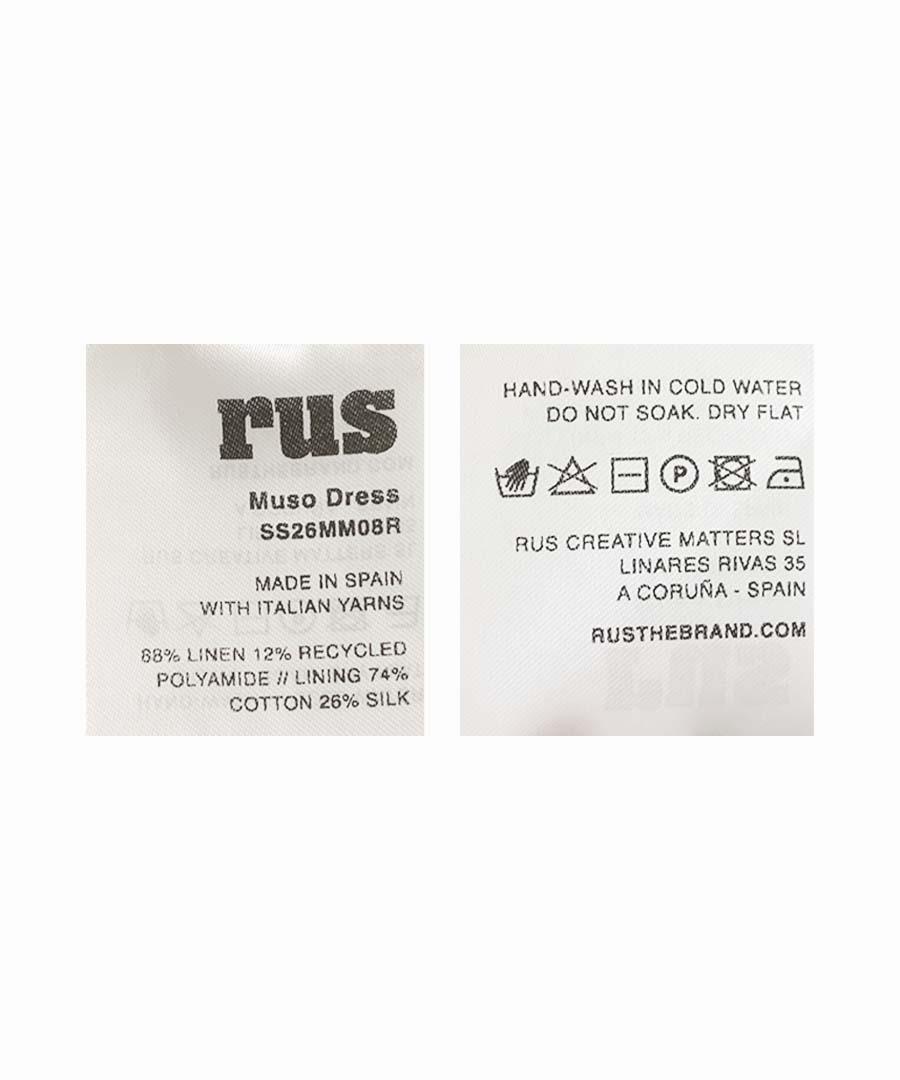 rus
Muso Dress
SS26MM08R
MADE IN SPAIN
WITH ITALIAN YARNS
88% LINEN 12% RECYCLED
POLYAMIDE // LINING 74%
COTTON 26% SILK
HAND-WASH IN COLD WATER
DO NOT SOAK. DRY FLAT
P
RUS CREATIVE MATTERS SL
LINARES RIVAS 35
A CORUÑA - SPAIN
RUSTHEBRAND.COM